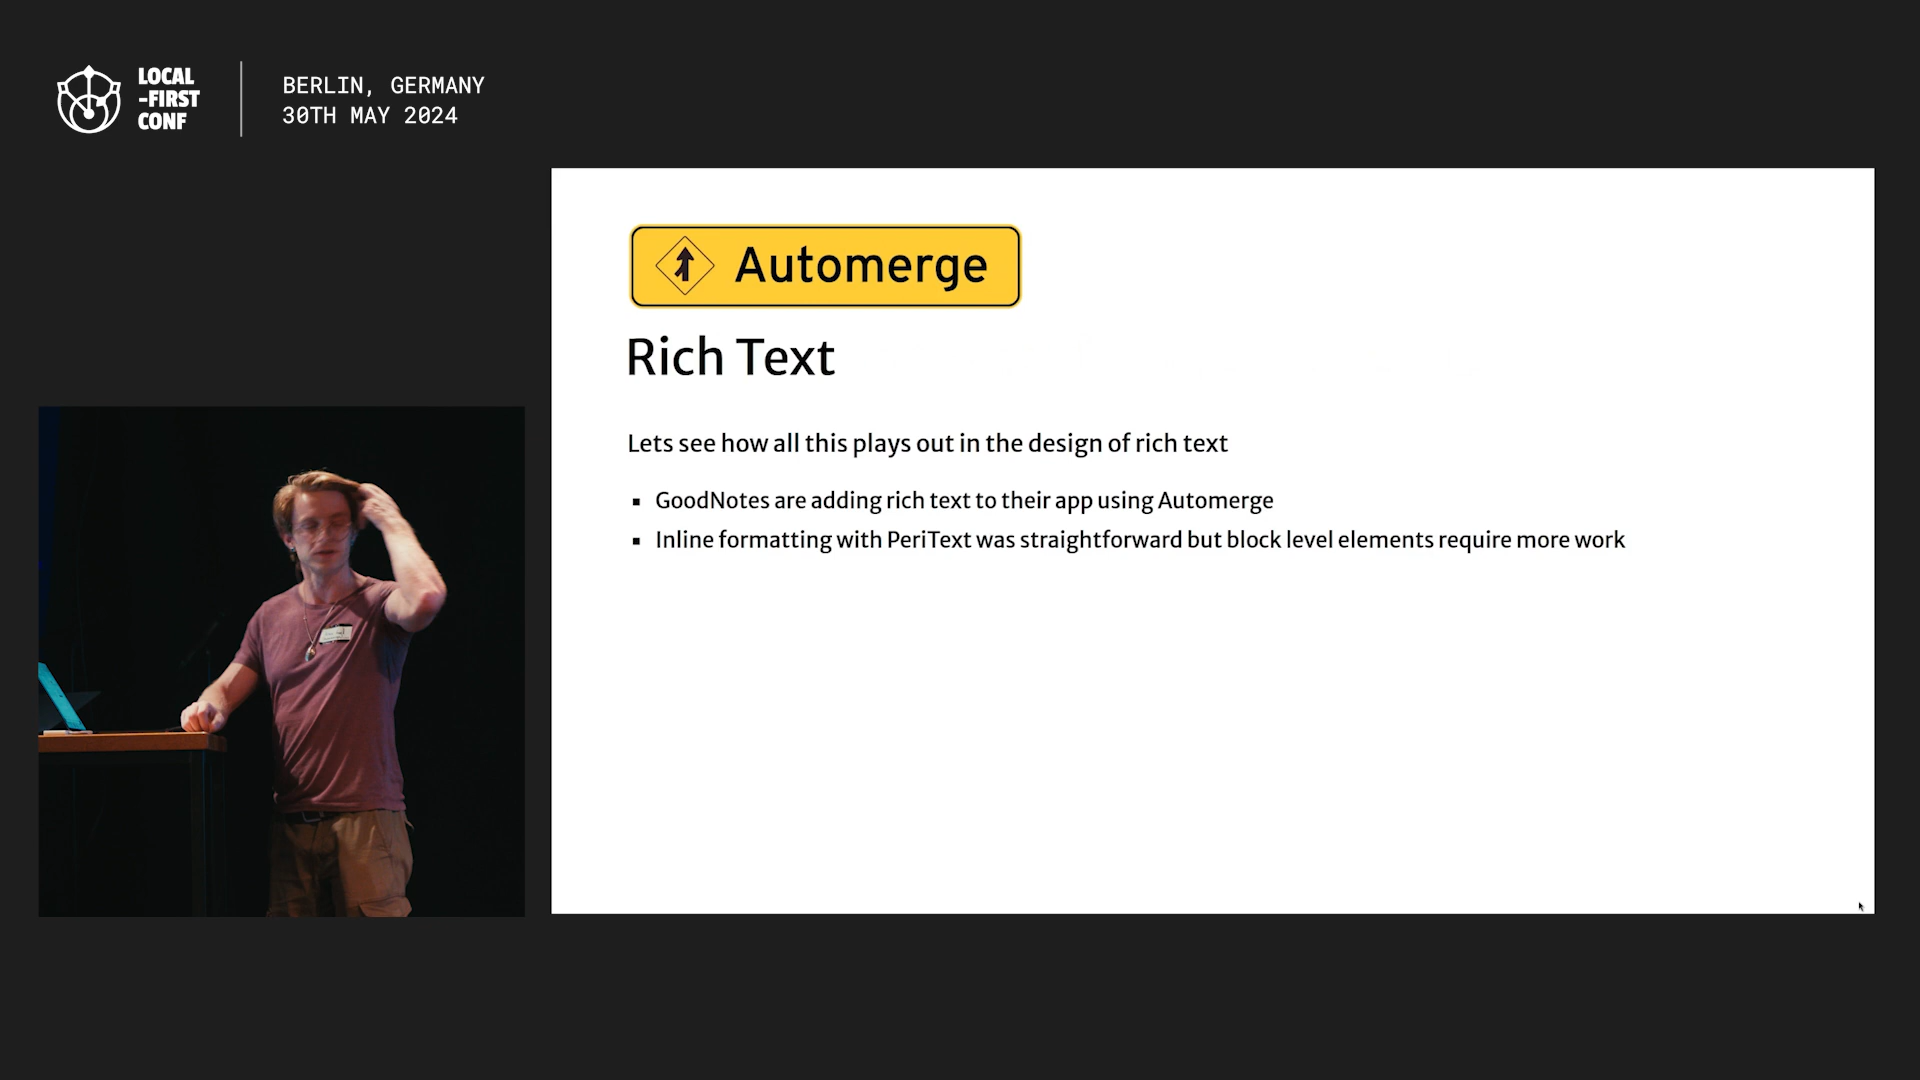 LOCAL
-FIRST
CONF
BERLIN, GERMANY
30TH MAY 2024
Automerge
Rich Text
Lets see how all this plays out in the design of rich text
▪ GoodNotes are adding rich text to their app using Automerge
▪ Inline formatting with PeriText was straightforward but block level elements require more work